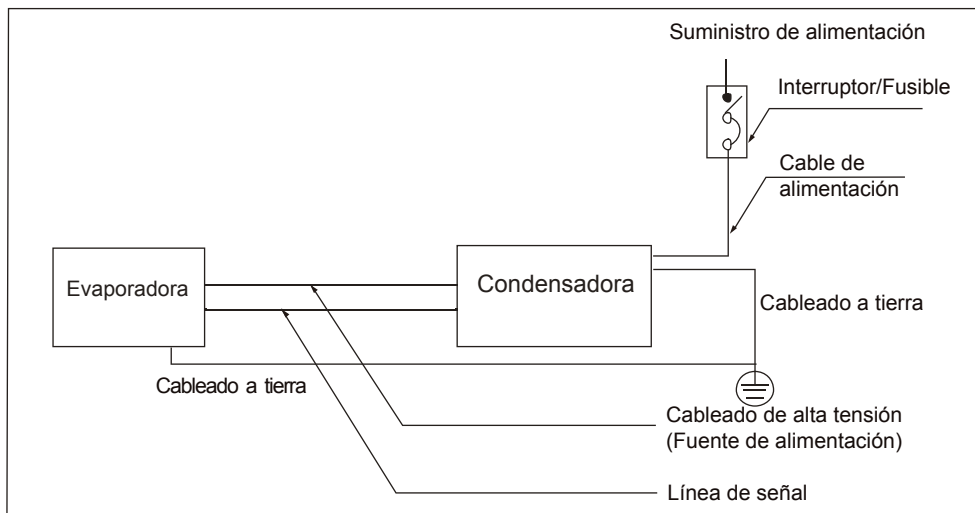 Suministro de alimentación
Interruptor/Fusible
Cable de
alimentación
Evaporadora
Condensadora
Cableado a tierra
Cableado a tierra
Cableado de alta tensión
(Fuente de alimentación)
Línea de señal